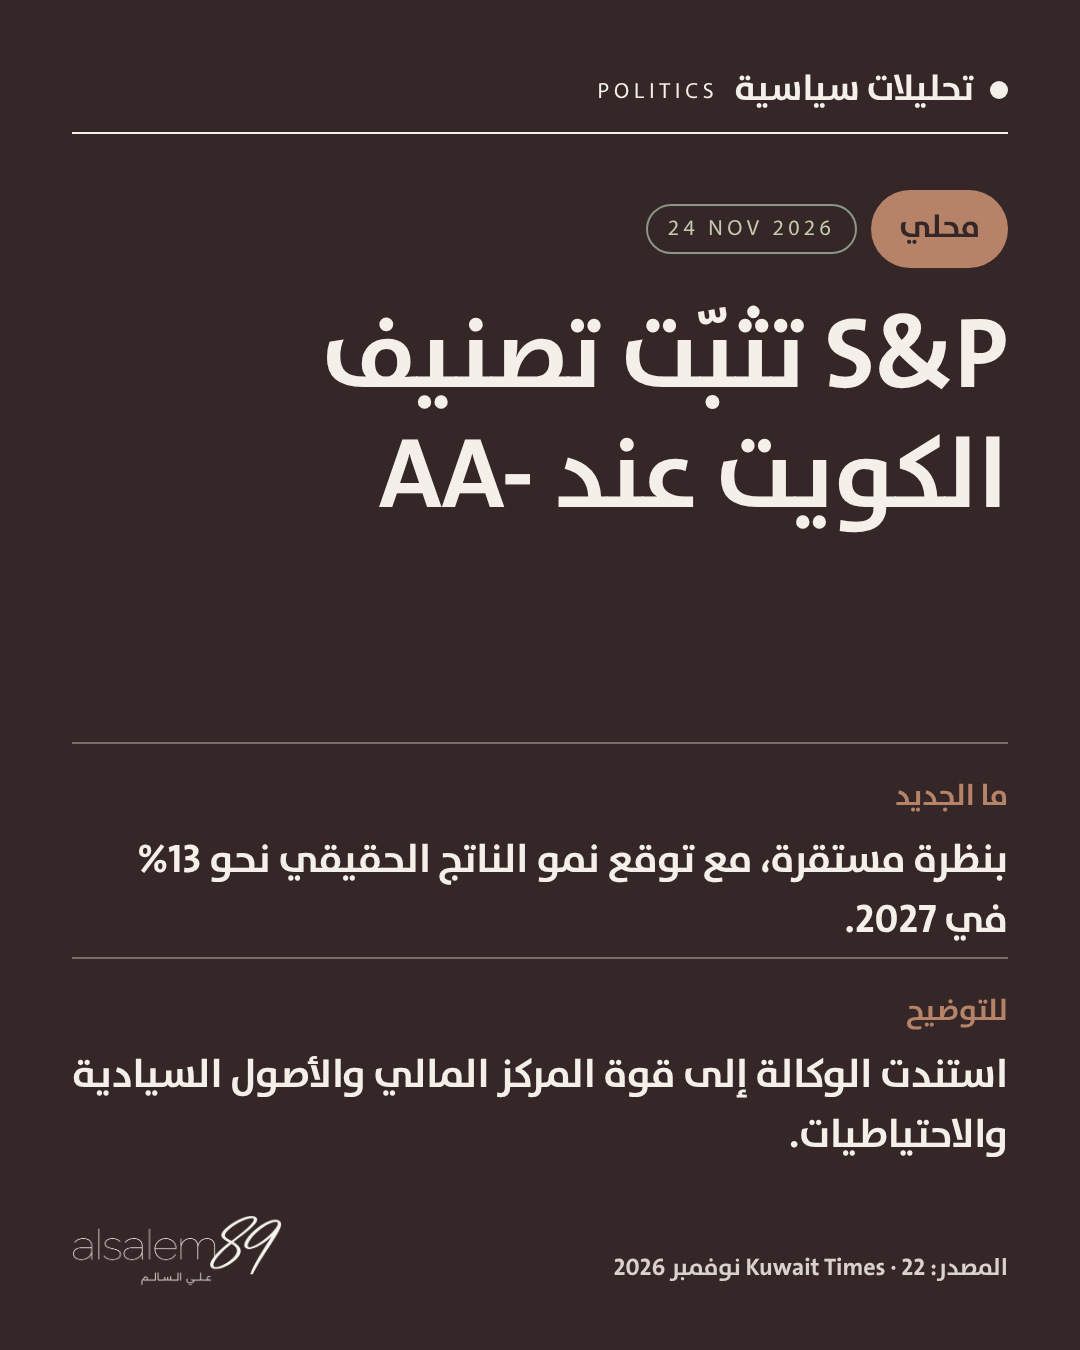 تحليلات سياسية POLITICS
محلي 24 NOV 2026
S&P تثبّت تصنيف
الكويت عند -AA
ما الجديد
بنظرة مستقرة، مع توقع نمو الناتج الحقيقي نحو 13%
في 2027.
للتوضيح
استندت الوكالة إلى قوة المركز المالي والأصول السيادية
والاحتياطيات.
المصدر: Kuwait Times · 22 نوفمبر 2026
alsalem89
علي السالم